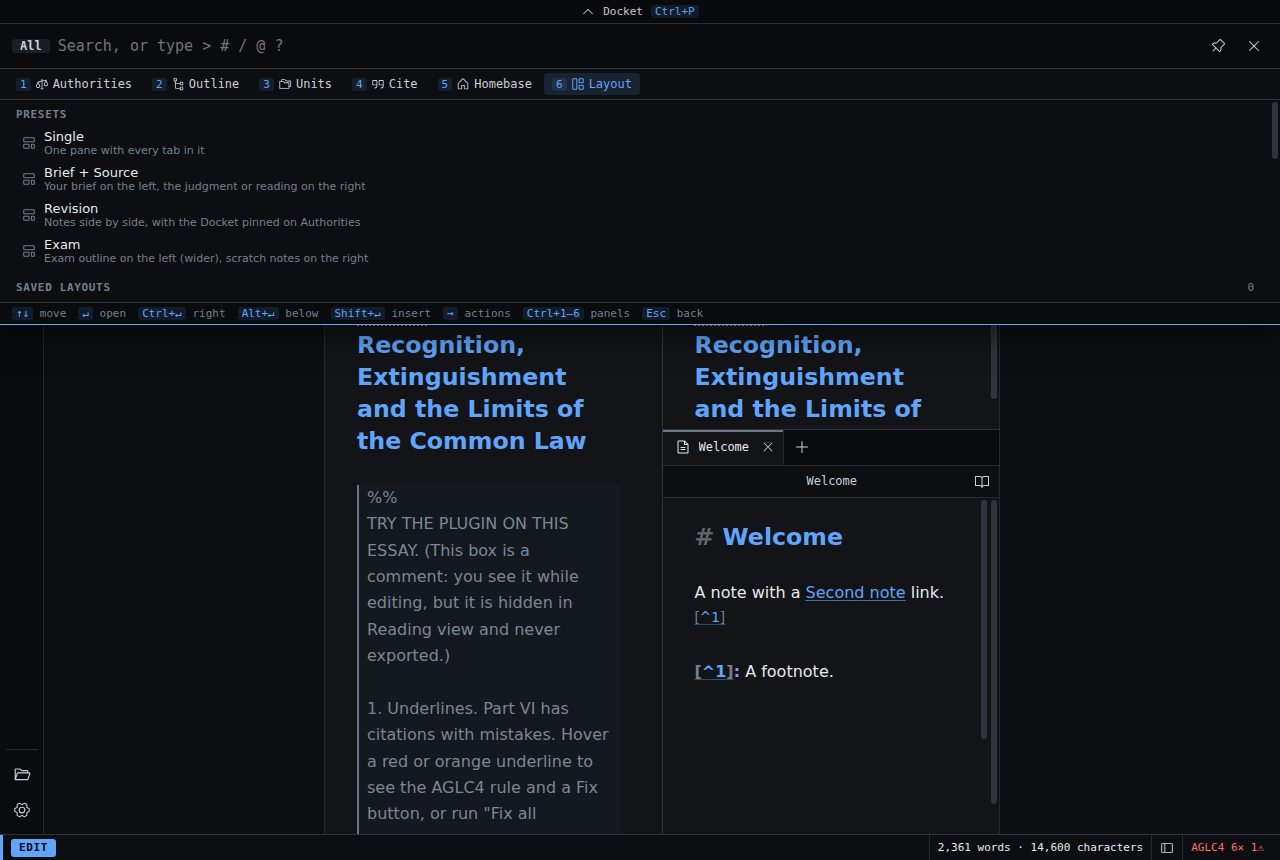 Docket Ctrl+P
All Search, or type > # / @ ?
1 Authorities 2 Outline 3 Units 4 Cite 5 Homebase 6 Layout
PRESETS
Single
One pane with every tab in it
Brief + Source
Your brief on the left, the judgment or reading on the right
Revision
Notes side by side, with the Docket pinned on Authorities
Exam
Exam outline on the left (wider), scratch notes on the right
SAVED LAYOUTS 0
↑↓ move ↵ open Ctrl+↵ right Alt+↵ below Shift+↵ insert → actions Ctrl+1–6 panels Esc back
Recognition,
Extinguishment
and the Limits of
the Common Law
%%
TRY THE PLUGIN ON THIS
ESSAY. (This box is a
comment: you see it while
editing, but it is hidden in
Reading view and never
exported.)
1. Underlines. Part VI has
citations with mistakes. Hover
a red or orange underline to
see the AGLC4 rule and a Fix
button, or run "Fix all
Recognition,
Extinguishment
and the Limits of
Welcome
Welcome
# Welcome
A note with a Second note link.
[^1]
[^1]: A footnote.
EDIT
2,361 words · 14,600 characters
AGLC4 6× 1⚠